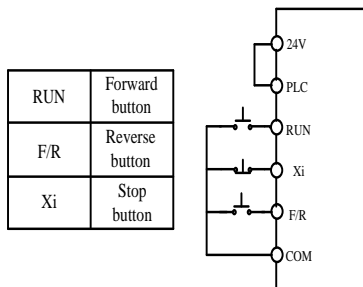 RUN
Forward
button
F/R
Reverse
button
Xi
Stop
button
24V
PLC
RUN
Xi
F/R
COM